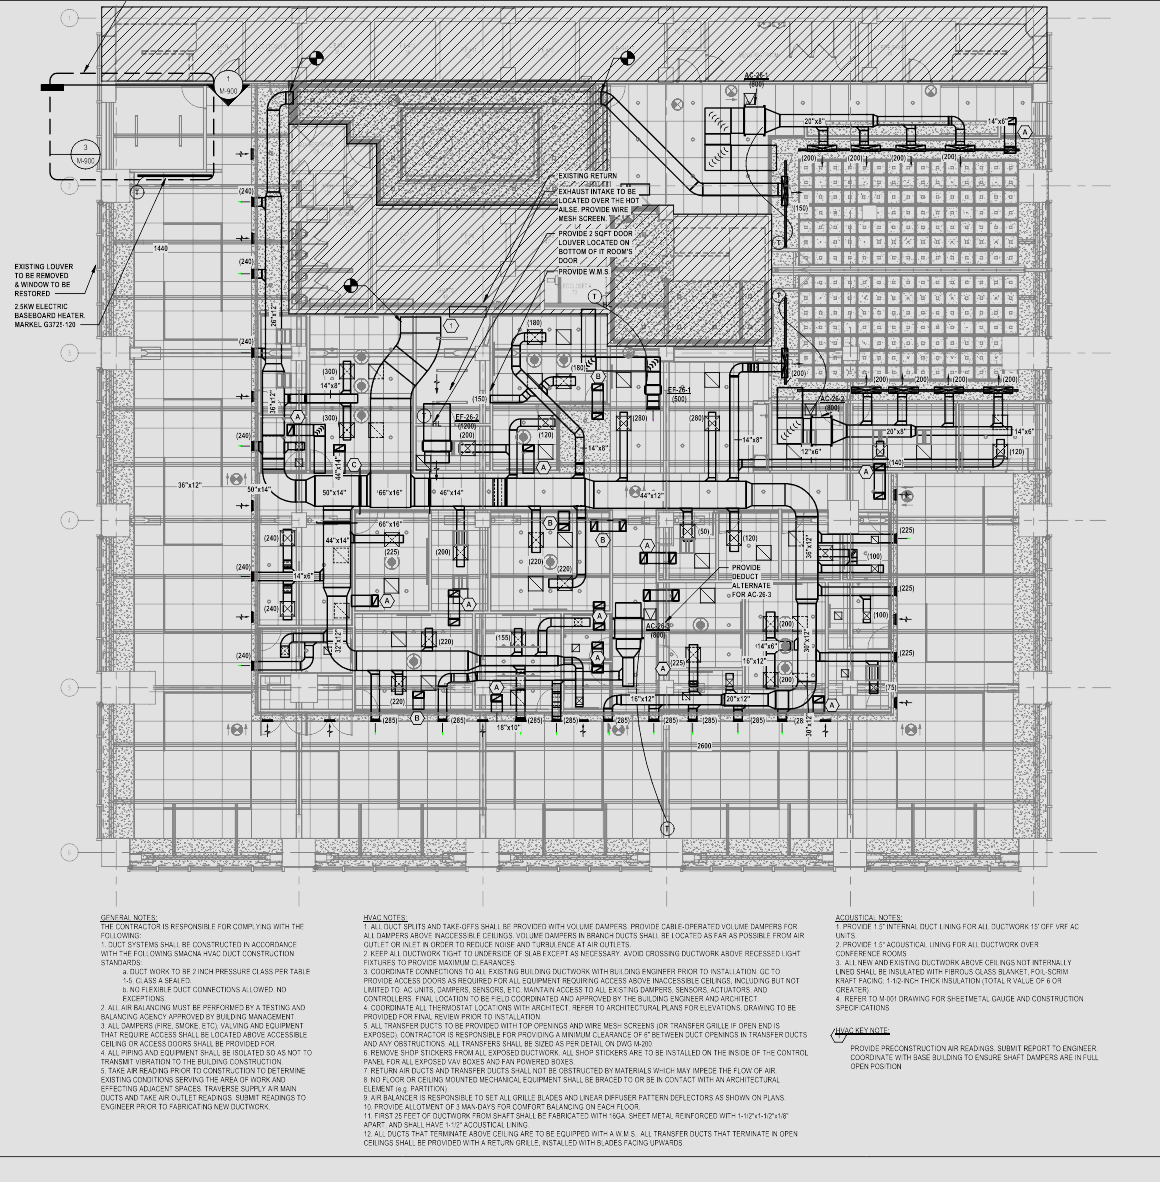 1
M-900
3
M-900
AC-26-1
(800)
20"x8"
14"x6"
A
(200)
(200)
(200)
(200)
T
EXISTING RETURN
EXHAUST INTAKE TO BE
LOCATED OVER THE HOT
AILSE. PROVIDE WIRE
MESH SCREEN.
(150)
(240)
PROVIDE 2 SQFT DOOR
LOUVER LOCATED ON
BOTTOM OF IT ROOM'S
DOOR
T
1440
PROVIDE W.M.S.
(240)
EXISTING LOUVER
TO BE REMOVED
& WINDOW TO BE
RESTORED
T
T
2.5KW ELECTRIC
BASEBOARD HEATER.
MARKEL G3725-120
26"x12"
1
(180)
(240)
(180)
(300)
14"x8"
B
(200)
(200)
(200)
(200)
(200)
EF-26-1
(500)
(150)
36"x12"
AC-26-2
(800)
A
(300)
T
EF-26-2
(1200)
(200)
(120)
(280)
(280)
20"x8"
14"x6"
(240)
14"x8"
14"x8"
12"x6"
(120)
C
44"x14"
A
(140)
A
36"x12"
50"x14"
50"x14"
66"x16"
46"x14"
44"x12"
66"x16"
B
B
(225)
(240)
44"x14"
(225)
(200)
(50)
(120)
36"x12"
A
(100)
(220)
(220)
(240)
14"x6"
PROVIDE
DEDUCT
ALTERNATE
FOR AC-26-3
(225)
(240)
A
A
A
(100)
AC-26-3
(800)
(200)
32"x12"
(220)
(155)
14"x6"
30"x12"
(240)
A
(225)
A
16"x12"
(225)
(200)
(75)
(220)
A
16"x12"
20"x12"
A
(285)
B
(285)
18"x10"
(285)
(285)
(285)
(285)
(285)
(285)
30"x12"
2600
T
GENERAL NOTES:
THE CONTRACTOR IS RESPONSIBLE FOR COMPLYING WITH THE
FOLLOWING:
1. DUCT SYSTEMS SHALL BE CONSTRUCTED IN ACCORDANCE
WITH THE FOLLOWING SMACNA HVAC DUCT CONSTRUCTION
STANDARDS:
a. DUCT WORK TO BE 2 INCH PRESSURE CLASS PER TABLE
1-5, CLASS A SEALED.
b. NO FLEXIBLE DUCT CONNECTIONS ALLOWED. NO
EXCEPTIONS.
2. ALL AIR BALANCING MUST BE PERFORMED BY A TESTING AND
BALANCING AGENCY APPROVED BY BUILDING MANAGEMENT.
3. ALL DAMPERS (FIRE, SMOKE, ETC), VALVING AND EQUIPMENT
THAT REQUIRE ACCESS SHALL BE LOCATED ABOVE ACCESSIBLE
CEILING OR ACCESS DOORS SHALL BE PROVIDED FOR.
4. ALL PIPING AND EQUIPMENT SHALL BE ISOLATED SO AS NOT TO
TRANSMIT VIBRATION TO THE BUILDING CONSTRUCTION.
5. TAKE AIR READING PRIOR TO CONSTRUCTION TO DETERMINE
EXISTING CONDITIONS SERVING THE AREA OF WORK AND
EFFECTING ADJACENT SPACES. TRAVERSE SUPPLY AIR MAIN
DUCTS AND TAKE AIR OUTLET READINGS. SUBMIT READINGS TO
ENGINEER PRIOR TO FABRICATING NEW DUCTWORK.
HVAC NOTES:
1. ALL DUCT SPLITS AND TAKE-OFFS SHALL BE PROVIDED WITH VOLUME DAMPERS. PROVIDE CABLE-OPERATED VOLUME DAMPERS FOR
ALL DAMPERS ABOVE INACCESSIBLE CEILINGS. VOLUME DAMPERS IN BRANCH DUCTS SHALL BE LOCATED AS FAR AS POSSIBLE FROM AIR
OUTLET OR INLET IN ORDER TO REDUCE NOISE AND TURBULENCE AT AIR OUTLETS.
2. KEEP ALL DUCTWORK TIGHT TO UNDERSIDE OF SLAB EXCEPT AS NECESSARY. AVOID CROSSING DUCTWORK ABOVE RECESSED LIGHT
FIXTURES TO PROVIDE MAXIMUM CLEARANCES.
3. COORDINATE CONNECTIONS TO ALL EXISTING BUILDING DUCTWORK WITH BUILDING ENGINEER PRIOR TO INSTALLATION. GC TO
PROVIDE ACCESS DOORS AS REQUIRED FOR ALL EQUIPMENT REQUIRING ACCESS ABOVE INACCESSIBLE CEILINGS, INCLUDING BUT NOT
LIMITED TO: AC UNITS, DAMPERS, SENSORS, ETC. MAINTAIN ACCESS TO ALL EXISTING DAMPERS, SENSORS, ACTUATORS, AND
CONTROLLERS. FINAL LOCATION TO BE FIELD COORDINATED AND APPROVED BY THE BUILDING ENGINEER AND ARCHITECT.
4. COORDINATE ALL THERMOSTAT LOCATIONS WITH ARCHITECT. REFER TO ARCHITECTURAL PLANS FOR ELEVATIONS. DRAWING TO BE
PROVIDED FOR FINAL REVIEW PRIOR TO INSTALLATION.
5. ALL TRANSFER DUCTS TO BE PROVIDED WITH TOP OPENINGS AND WIRE MESH SCREENS (OR TRANSFER GRILLE IF OPEN END IS
EXPOSED). CONTRACTOR IS RESPONSIBLE FOR PROVIDING A MINIMUM CLEARANCE OF 6" BETWEEN DUCT OPENINGS IN TRANSFER DUCTS
AND ANY OBSTRUCTIONS. ALL TRANSFERS SHALL BE SIZED AS PER DETAIL ON DWG M-200.
6. REMOVE SHOP STICKERS FROM ALL EXPOSED DUCTWORK. ALL SHOP STICKERS ARE TO BE INSTALLED ON THE INSIDE OF THE CONTROL
PANEL FOR ALL EXPOSED VAV BOXES AND FAN POWERED BOXES.
7. RETURN AIR DUCTS AND TRANSFER DUCTS SHALL NOT BE OBSTRUCTED BY MATERIALS WHICH MAY IMPEDE THE FLOW OF AIR.
8. NO FLOOR OR CEILING MOUNTED MECHANICAL EQUIPMENT SHALL BE BRACED TO OR BE IN CONTACT WITH AN ARCHITECTURAL
ELEMENT (e.g. PARTITION).
9. AIR BALANCER IS RESPONSIBLE TO SET ALL GRILLE BLADES AND LINEAR DIFFUSER PATTERN DEFLECTORS AS SHOWN ON PLANS.
10. PROVIDE ALLOTMENT OF 3 MAN-DAYS FOR COMFORT BALANCING ON EACH FLOOR.
11. FIRST 25 FEET OF DUCTWORK FROM SHAFT SHALL BE FABRICATED WITH 16GA. SHEET METAL REINFORCED WITH 1-1/2"x1-1/2"x1/8"
APART, AND SHALL HAVE 1-1/2" ACOUSTICAL LINING.
12. ALL DUCTS THAT TERMINATE ABOVE CEILING ARE TO BE EQUIPPED WITH A W.M.S. ALL TRANSFER DUCTS THAT TERMINATE IN OPEN
CEILINGS SHALL BE PROVIDED WITH A RETURN GRILLE, INSTALLED WITH BLADES FACING UPWARDS.
ACOUSTICAL NOTES:
1. PROVIDE 1.5" INTERNAL DUCT LINING FOR ALL DUCTWORK 15' OFF VRF AC
UNITS.
2. PROVIDE 1.5" ACOUSTICAL LINING FOR ALL DUCTWORK OVER
CONFERENCE ROOMS
3. ALL NEW AND EXISTING DUCTWORK ABOVE CEILINGS NOT INTERNALLY
LINED SHALL BE INSULATED WITH FIBROUS GLASS BLANKET, FOIL-SCRIM
KRAFT FACING, 1-1/2-INCH THICK INSULATION (TOTAL R VALUE OF 6 OR
GREATER).
4. REFER TO M-001 DRAWING FOR SHEETMETAL GAUGE AND CONSTRUCTION
SPECIFICATIONS
HVAC KEY NOTE:
1
PROVIDE PRECONSTRUCTION AIR READINGS. SUBMIT REPORT TO ENGINEER.
COORDINATE WITH BASE BUILDING TO ENSURE SHAFT DAMPERS ARE IN FULL
OPEN POSITION